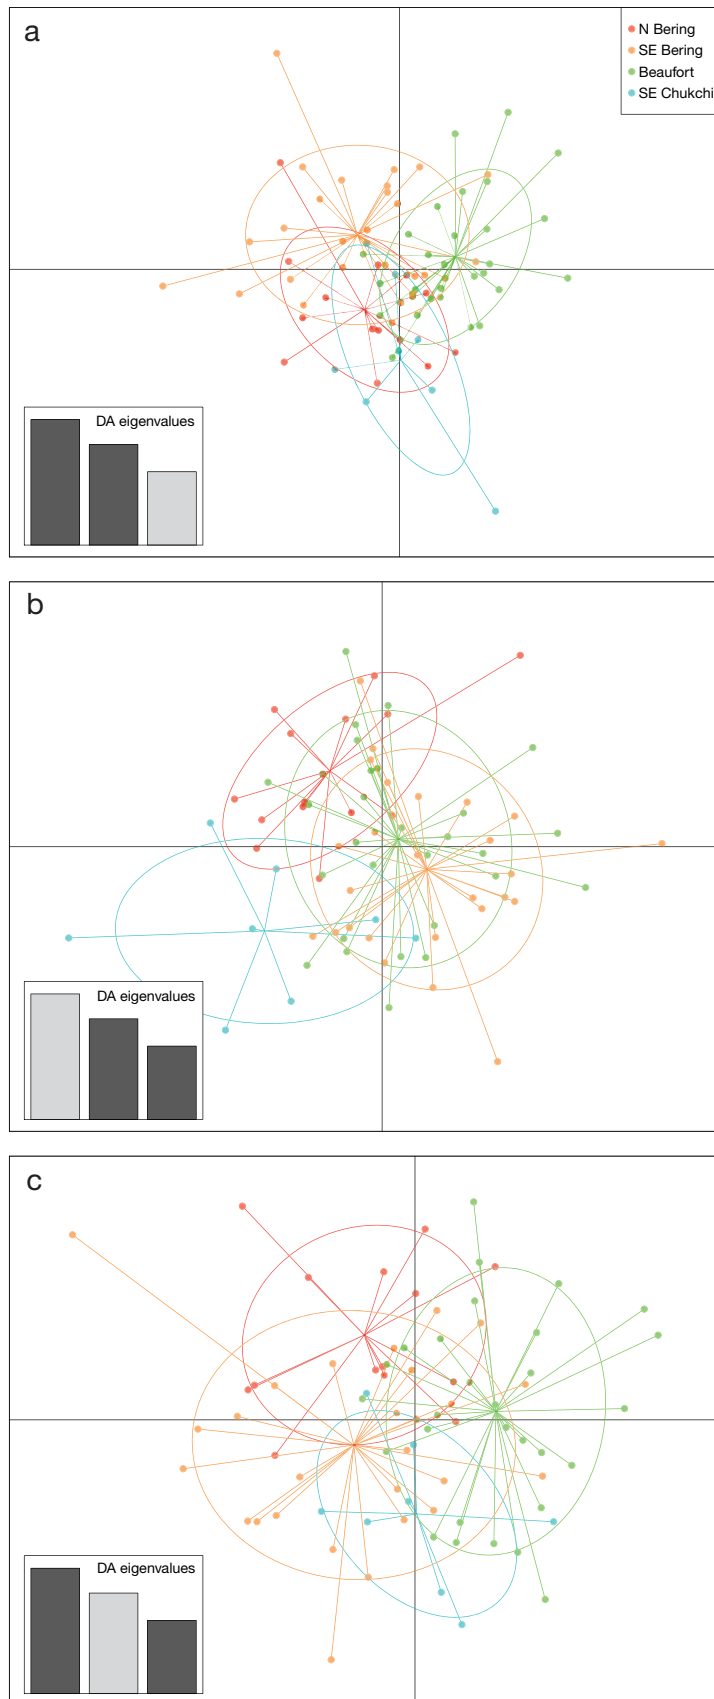 a
N Bering
SE Bering
Beaufort
SE Chukchi
DA eigenvalues
b
DA eigenvalues
c
DA eigenvalues